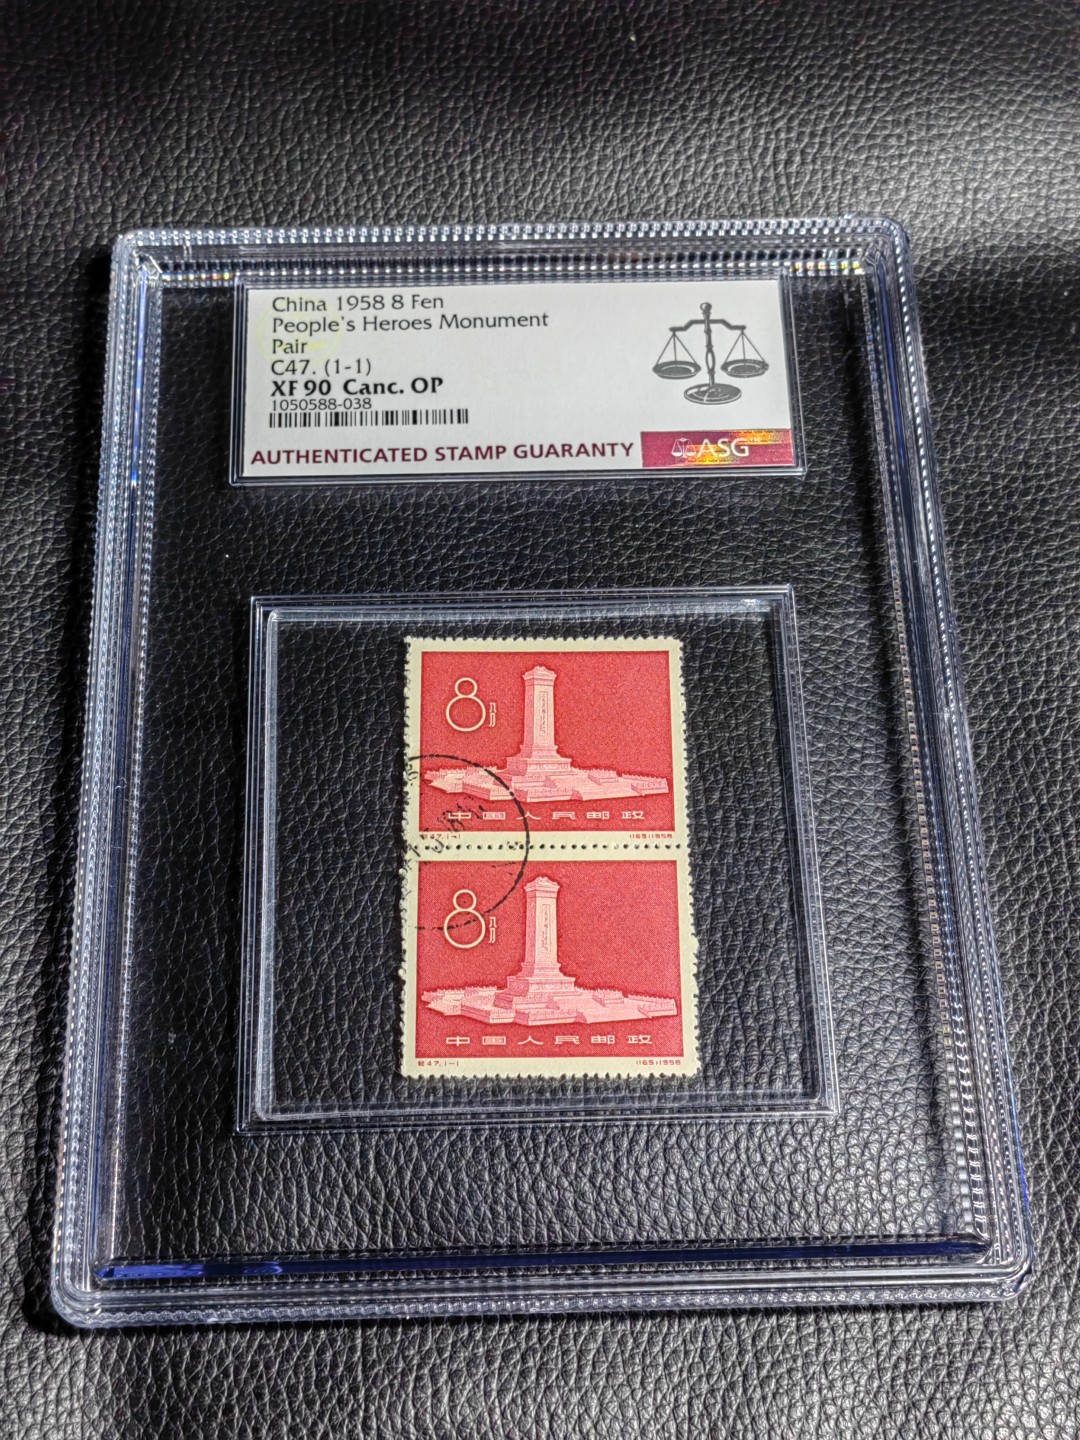 China 1958 8 Fen
People's Heroes Monument
Pair
C47. (1-1)
XF 90 Canc. OP
1050588-038
AUTHENTICATED STAMP GUARANTY
ASG
8分
中国人民邮政
纪47.1-1 (165)1958
8分
中国人民邮政
纪47.1-1 (165)1958